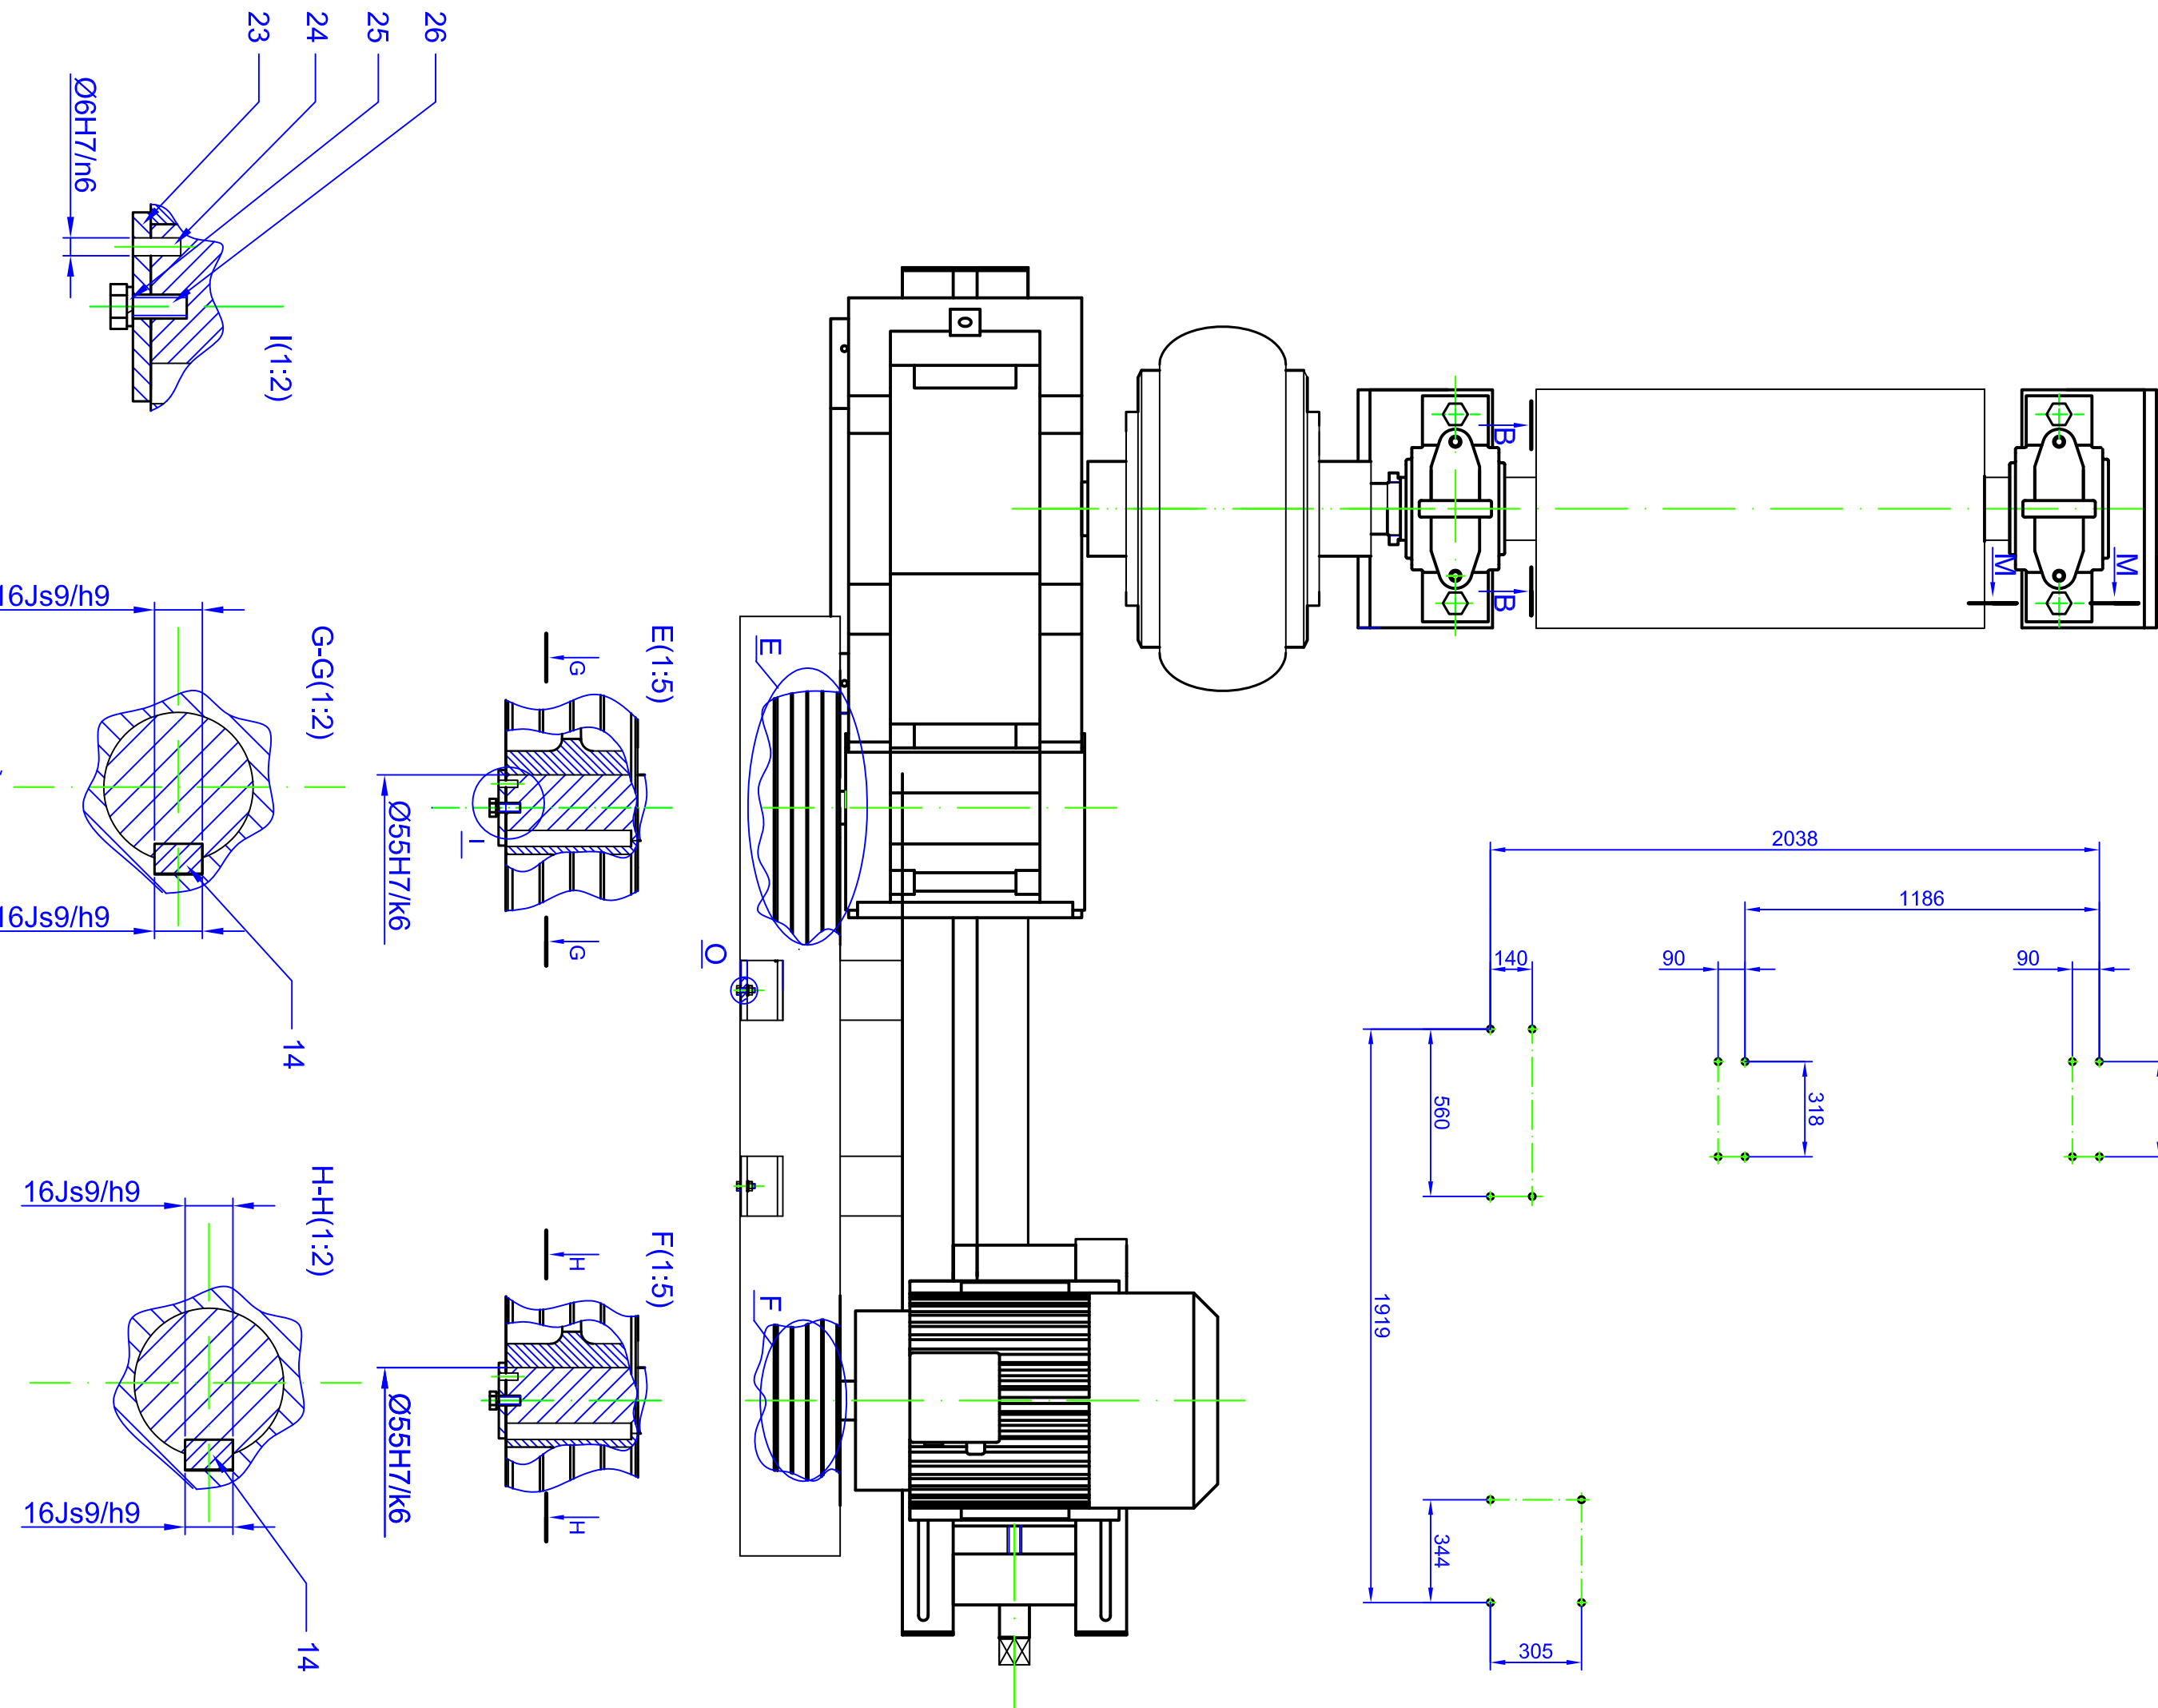 23
24
25
26
Ø6H7/n6
I(1:2)
B
B
M
M
16Js9/h9
G-G(1:2)
16Js9/h9
14
E(1:5)
G
G
I
Ø55H7/k6
E
O
2038
1186
140
90
90
560
318
1919
344
305
16Js9/h9
H-H(1:2)
16Js9/h9
14
F(1:5)
H
H
Ø55H7/k6
F